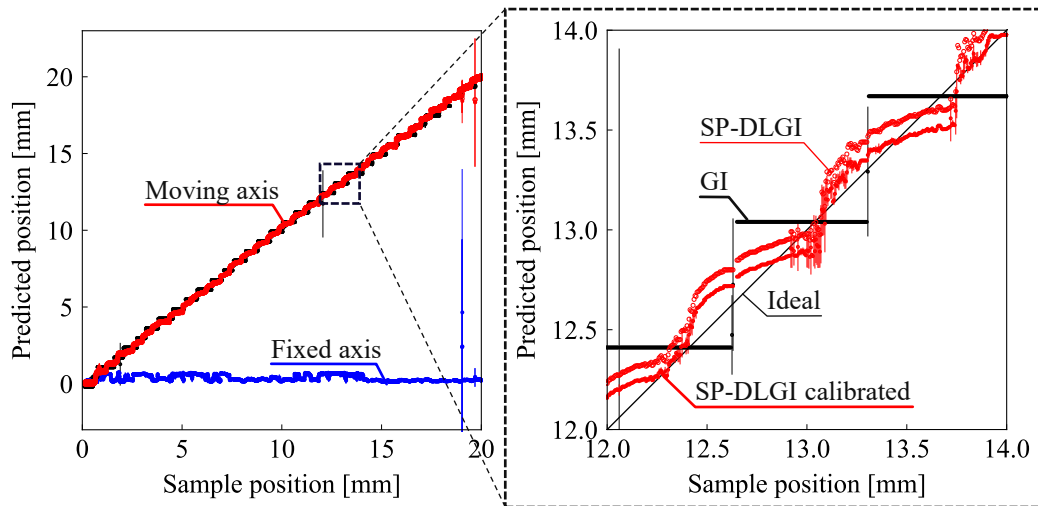 20
15
10
5
0
Predicted position [mm]
Moving axis
Fixed axis
0
5
10
15
20
Sample position [mm]
14.0
13.5
13.0
12.5
12.0
Predicted position [mm]
SP-DLGI
GI
Ideal
SP-DLGI calibrated
12.0
12.5
13.0
13.5
14.0
Sample position [mm]